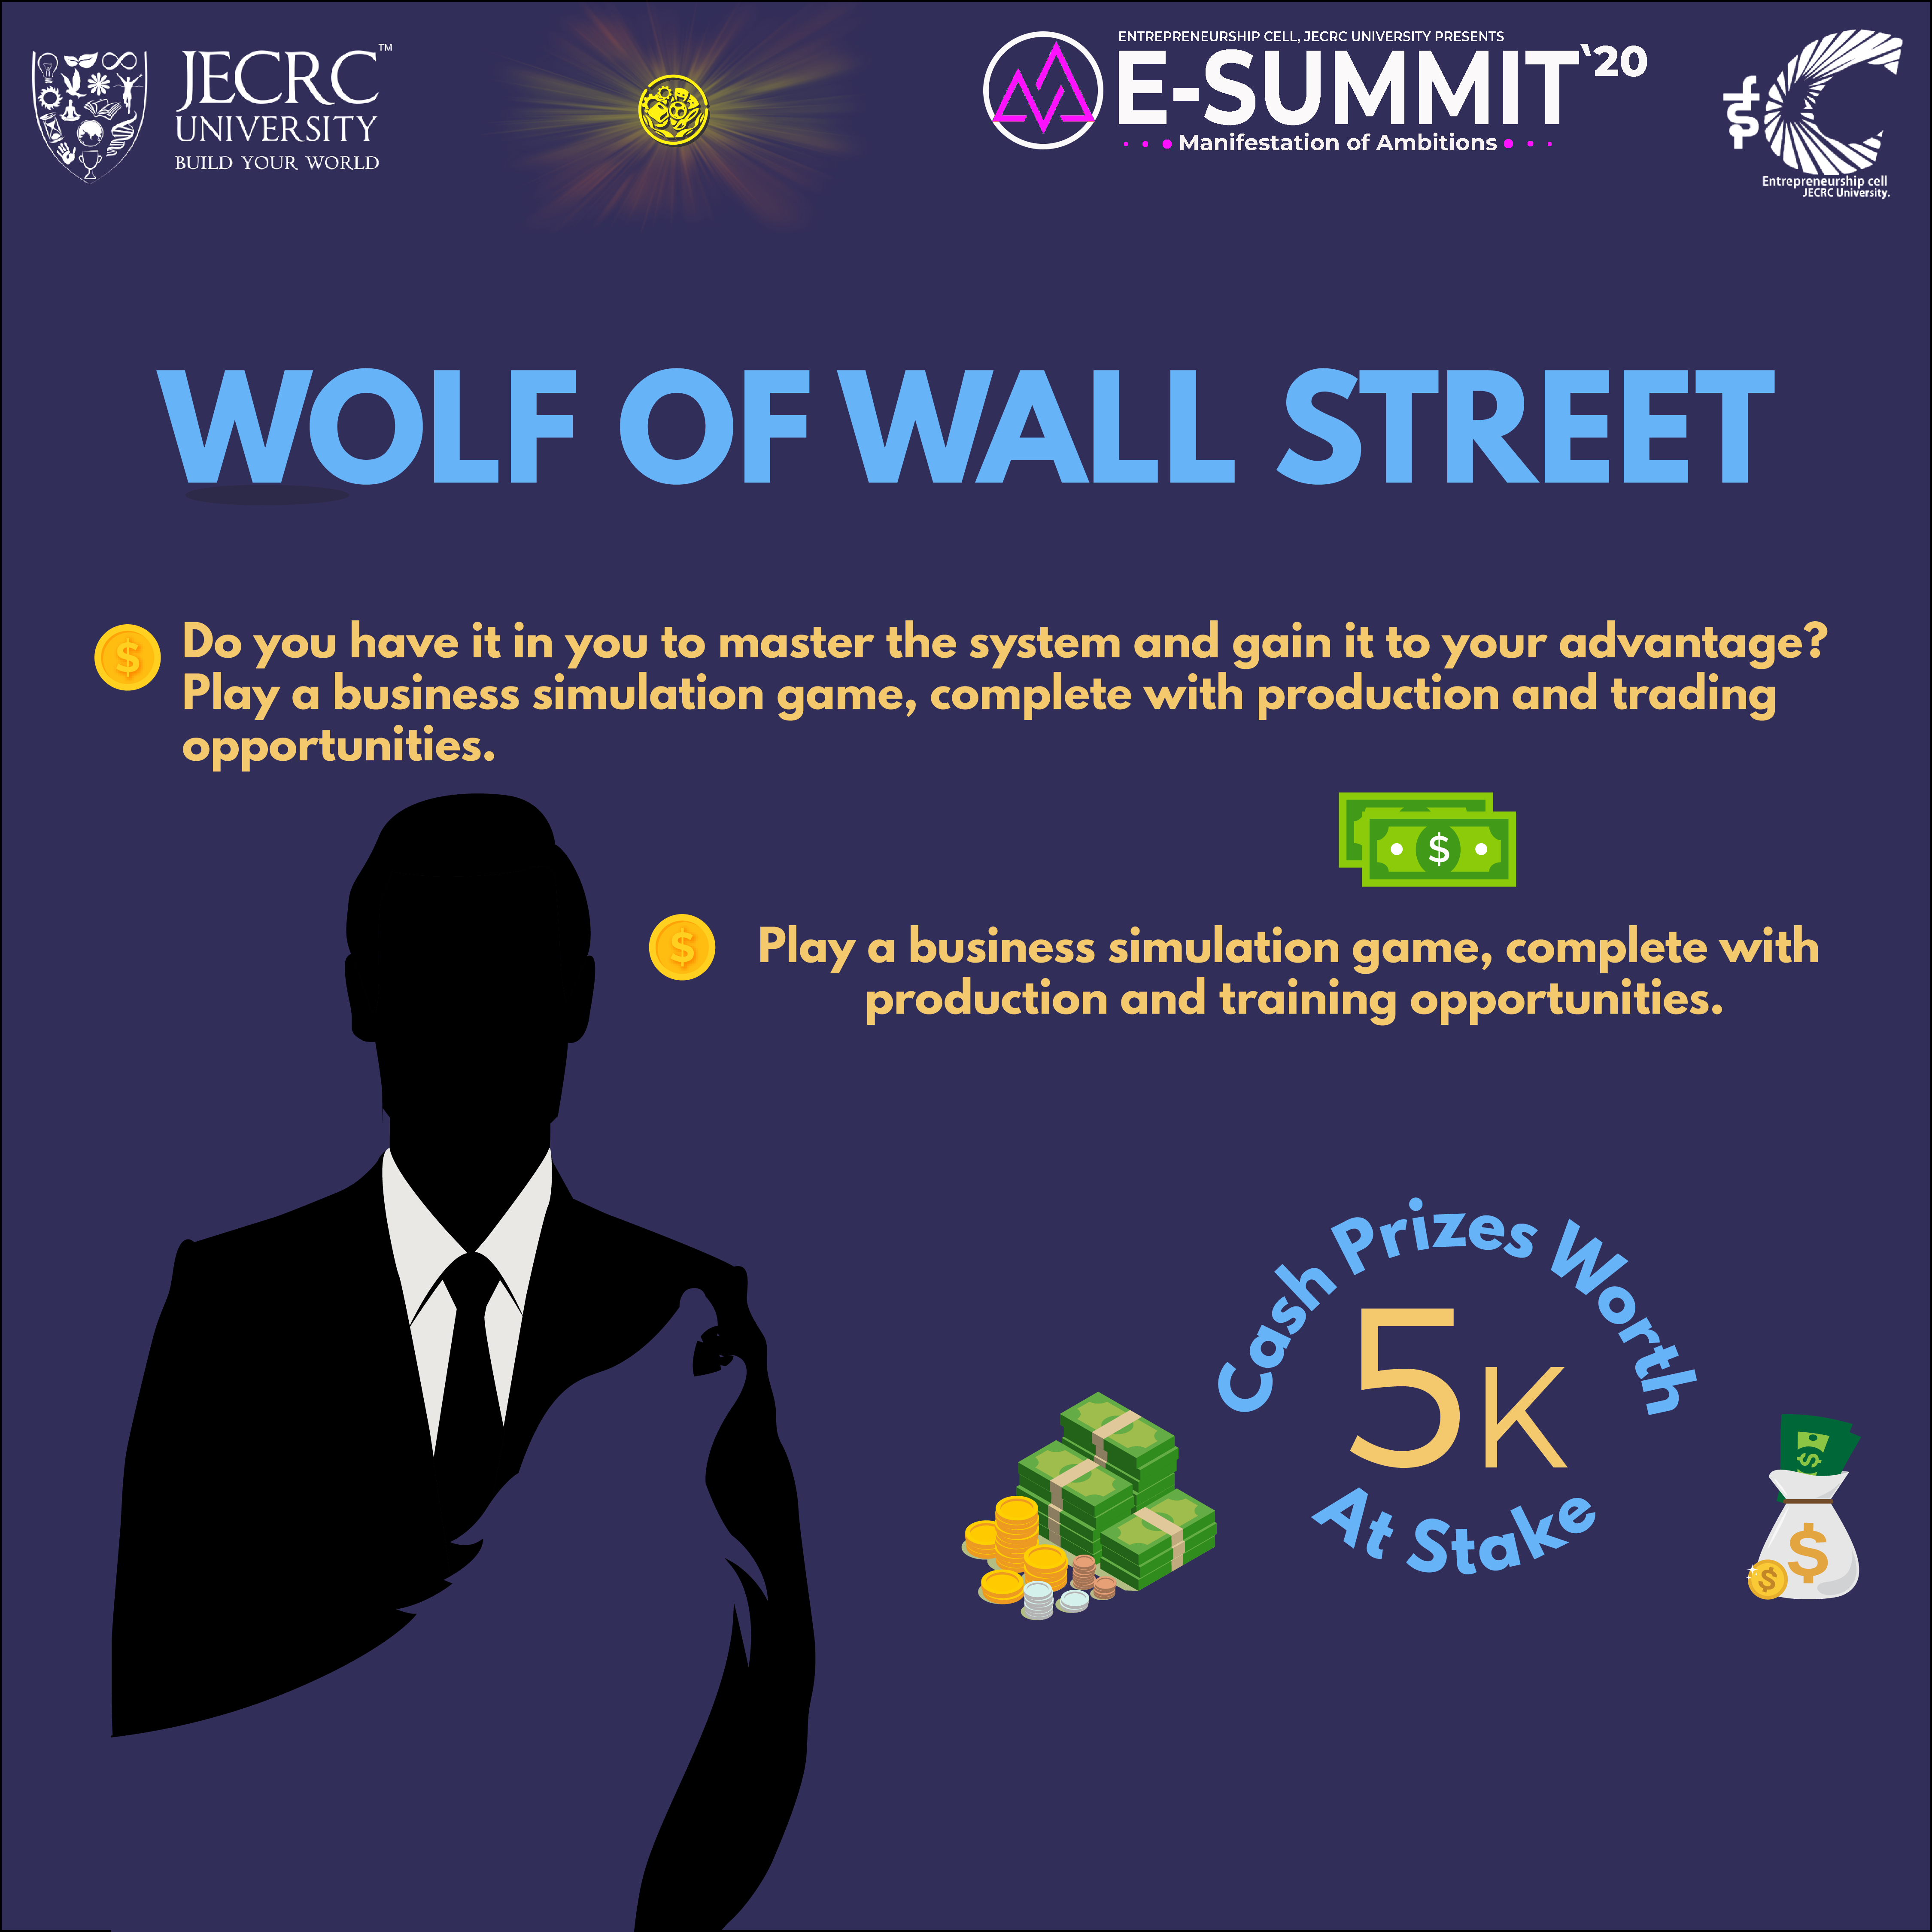 JECRC™
UNIVERSITY
BUILD YOUR WORLD
ENTREPRENEURSHIP CELL, JECRC UNIVERSITY PRESENTS
E-SUMMIT‵20
Manifestation of Ambitions
Entrepreneurship cell
JECRC University.
WOLF OF WALL STREET
$ Do you have it in you to master the system and gain it to your advantage?
Play a business simulation game, complete with production and trading
opportunities.
$
$ Play a business simulation game, complete with
production and training opportunities.
Cash Prizes Worth
5K
At Stake
$
$
$